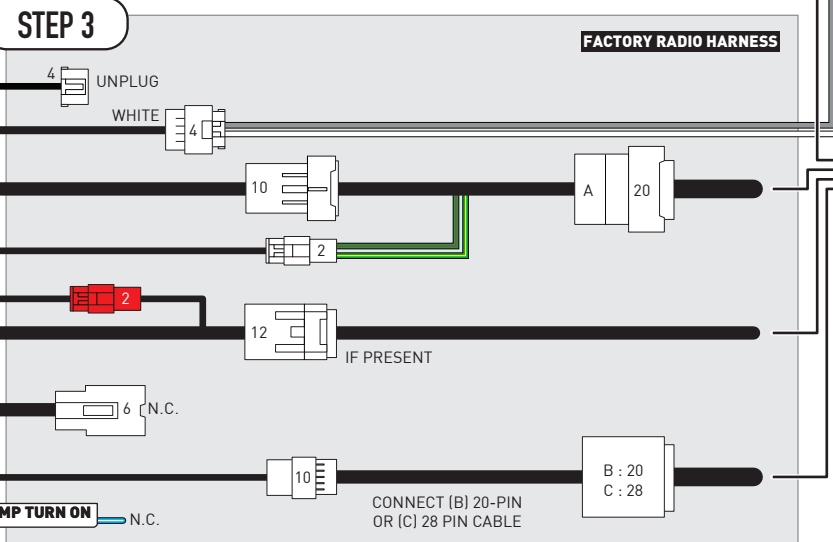 STEP 3
FACTORY RADIO HARNESS
4
UNPLUG
WHITE
4
10
A
20
2
2
12
IF PRESENT
6
N.C.
10
B : 20
C : 28
CONNECT (B) 20-PIN
OR (C) 28 PIN CABLE
MP TURN ON
N.C.